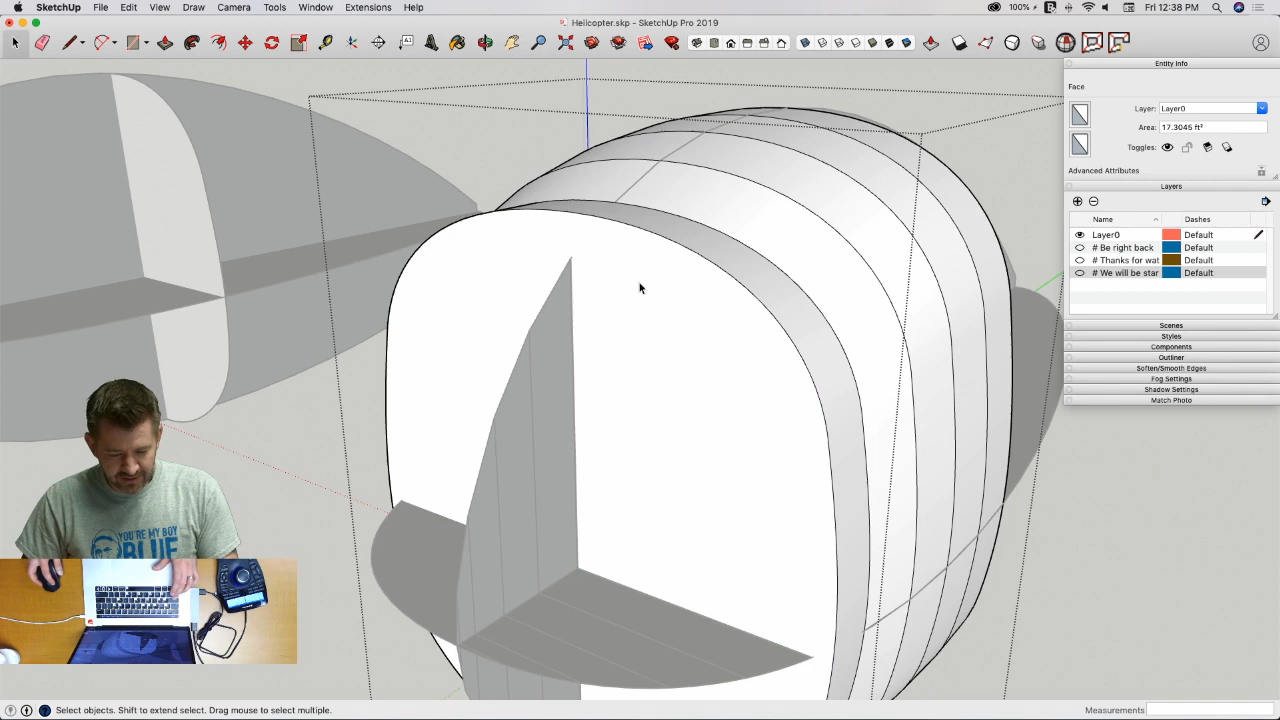 SketchUp File Edit View Draw Camera Tools Window Extensions Help
100% Fri 12:38 PM
Heilcopter.skp - SketchUp Pro 2019
Entity Info
Face
Layer: Layer0
Area: 17.3045 ft²
Toggles:
Advanced Attributes
Layers
Name Dashes
Layer0 Default
# Be right back Default
# Thanks for wat Default
# We will be star Default
Scenes
Styles
Components
Outliner
Soften/Smooth Edges
Fog Settings
Shadow Settings
Match Photo
YOU'RE MY BOY
BLUE
Select objects. Shift to extend select. Drag mouse to select multiple.
Measurements